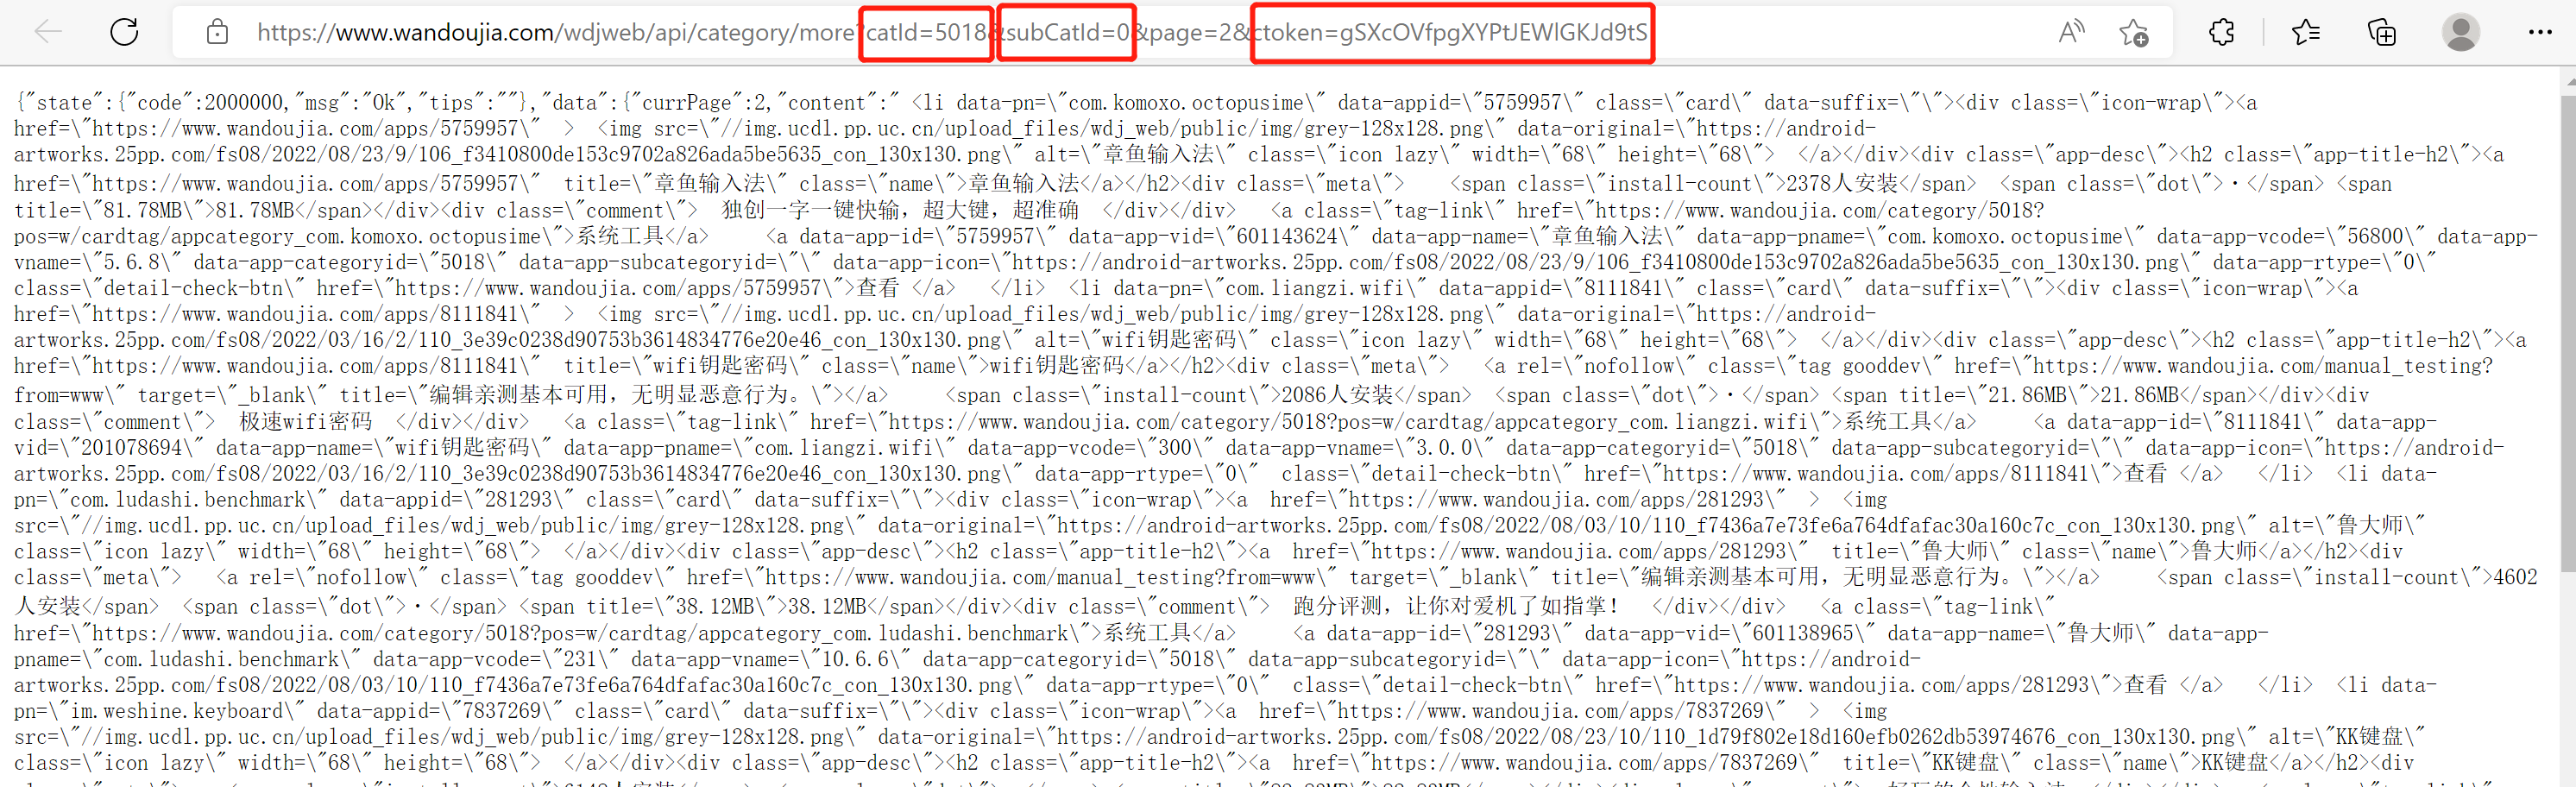 https://www.wandoujia.com/wdjweb/api/category/more?catId=5018&subCatId=0&page=2&ctoken=gSXcOVfpgXYPtJEWlGKJd9tS
{"state":{"code":2000000,"msg":"Ok","tips":""},"data":{"currPage":2,"content":" <li data-pn=\"com.komoxo.octopusime\" data-appid=\"5759957\" class=\"card\" data-suffix=\"\"><div class=\"icon-wrap\"><a
href=\"https://www.wandoujia.com/apps/5759957\" > <img src=\"//img.ucdl.pp.uc.cn/upload_files/wdj_web/public/img/grey-128x128.png\" data-original=\"https://android-
artworks.25pp.com/fs08/2022/08/23/9/106_f3410800de153c9702a826ada5be5635_con_130x130.png\" alt=\"章鱼输入法\" class=\"icon lazy\" width=\"68\" height=\"68\"> </a></div><div class=\"app-desc\"><h2 class=\"app-title-h2\"><a
href=\"https://www.wandoujia.com/apps/5759957\" title=\"章鱼输入法\" class=\"name\">章鱼输入法</a></h2><div class=\"meta\"> <span class=\"install-count\">2378人安装</span> <span class=\"dot\">・</span> <span
title=\"81.78MB\">81.78MB</span></div><div class=\"comment\"> 独创一字一键快输，超大键，超准确 </div></div> <a class=\"tag-link\" href=\"https://www.wandoujia.com/category/5018?
pos=w/cardtag/appcategory_com.komoxo.octopusime\">系统工具</a> <a data-app-id=\"5759957\" data-app-vid=\"601143624\" data-app-name=\"章鱼输入法\" data-app-pname=\"com.komoxo.octopusime\" data-app-vcode=\"56800\" data-app-
vname=\"5.6.8\" data-app-categoryid=\"5018\" data-app-subcategoryid=\"\" data-app-icon=\"https://android-artworks.25pp.com/fs08/2022/08/23/9/106_f3410800de153c9702a826ada5be5635_con_130x130.png\" data-app-rtype=\"0\"
class=\"detail-check-btn\" href=\"https://www.wandoujia.com/apps/5759957\">查看 </a> </li> <li data-pn=\"com.liangzi.wifi\" data-appid=\"8111841\" class=\"card\" data-suffix=\"\"><div class=\"icon-wrap\"><a
href=\"https://www.wandoujia.com/apps/8111841\" > <img src=\"//img.ucdl.pp.uc.cn/upload_files/wdj_web/public/img/grey-128x128.png\" data-original=\"https://android-
artworks.25pp.com/fs08/2022/03/16/2/110_3e39c0238d90753b3614834776e20e46_con_130x130.png\" alt=\"wifi钥匙密码\" class=\"icon lazy\" width=\"68\" height=\"68\"> </a></div><div class=\"app-desc\"><h2 class=\"app-title-h2\"><a
href=\"https://www.wandoujia.com/apps/8111841\" title=\"wifi钥匙密码\" class=\"name\">wifi钥匙密码</a></h2><div class=\"meta\"> <a rel=\"nofollow\" class=\"tag gooddev\" href=\"https://www.wandoujia.com/manual_testing?
from=www\" target=\"_blank\" title=\"编辑亲测基本可用，无明显恶意行为。\"></a> <span class=\"install-count\">2086人安装</span> <span class=\"dot\">・</span> <span title=\"21.86MB\">21.86MB</span></div><div
class=\"comment\"> 极速wifi密码 </div></div> <a class=\"tag-link\" href=\"https://www.wandoujia.com/category/5018?pos=w/cardtag/appcategory_com.liangzi.wifi\">系统工具</a> <a data-app-id=\"8111841\" data-app-
vid=\"201078694\" data-app-name=\"wifi钥匙密码\" data-app-pname=\"com.liangzi.wifi\" data-app-vcode=\"300\" data-app-vname=\"3.0.0\" data-app-categoryid=\"5018\" data-app-subcategoryid=\"\" data-app-icon=\"https://android-
artworks.25pp.com/fs08/2022/03/16/2/110_3e39c0238d90753b3614834776e20e46_con_130x130.png\" data-app-rtype=\"0\" class=\"detail-check-btn\" href=\"https://www.wandoujia.com/apps/8111841\">查看 </a> </li> <li data-
pn=\"com.ludashi.benchmark\" data-appid=\"281293\" class=\"card\" data-suffix=\"\"><div class=\"icon-wrap\"><a href=\"https://www.wandoujia.com/apps/281293\" > <img
src=\"//img.ucdl.pp.uc.cn/upload_files/wdj_web/public/img/grey-128x128.png\" data-original=\"https://android-artworks.25pp.com/fs08/2022/08/03/10/110_f7436a7e73fe6a764dfafac30a160c7c_con_130x130.png\" alt=\"鲁大师\"
class=\"icon lazy\" width=\"68\" height=\"68\"> </a></div><div class=\"app-desc\"><h2 class=\"app-title-h2\"><a href=\"https://www.wandoujia.com/apps/281293\" title=\"鲁大师\" class=\"name\">鲁大师</a></h2><div
class=\"meta\"> <a rel=\"nofollow\" class=\"tag gooddev\" href=\"https://www.wandoujia.com/manual_testing?from=www\" target=\"_blank\" title=\"编辑亲测基本可用，无明显恶意行为。\"></a> <span class=\"install-count\">4602
人安装</span> <span class=\"dot\">・</span> <span title=\"38.12MB\">38.12MB</span></div><div class=\"comment\"> 跑分评测，让你对爱机了如指掌！ </div></div> <a class=\"tag-link\"
href=\"https://www.wandoujia.com/category/5018?pos=w/cardtag/appcategory_com.ludashi.benchmark\">系统工具</a> <a data-app-id=\"281293\" data-app-vid=\"601138965\" data-app-name=\"鲁大师\" data-app-
pname=\"com.ludashi.benchmark\" data-app-vcode=\"231\" data-app-vname=\"10.6.6\" data-app-categoryid=\"5018\" data-app-subcategoryid=\"\" data-app-icon=\"https://android-
artworks.25pp.com/fs08/2022/08/03/10/110_f7436a7e73fe6a764dfafac30a160c7c_con_130x130.png\" data-app-rtype=\"0\" class=\"detail-check-btn\" href=\"https://www.wandoujia.com/apps/281293\">查看 </a> </li> <li data-
pn=\"im.weshine.keyboard\" data-appid=\"7837269\" class=\"card\" data-suffix=\"\"><div class=\"icon-wrap\"><a href=\"https://www.wandoujia.com/apps/7837269\" > <img
src=\"//img.ucdl.pp.uc.cn/upload_files/wdj_web/public/img/grey-128x128.png\" data-original=\"https://android-artworks.25pp.com/fs08/2022/08/23/10/110_1d79f802e18d160efb0262db53974676_con_130x130.png\" alt=\"KK键盘\"
class=\"icon lazy\" width=\"68\" height=\"68\"> </a></div><div class=\"app-desc\"><h2 class=\"app-title-h2\"><a href=\"https://www.wandoujia.com/apps/7837269\" title=\"KK键盘\" class=\"name\">KK键盘</a></h2><div